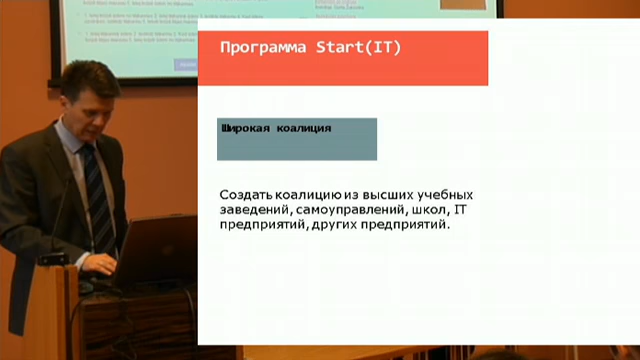 Программа Start(IT)
Широкая коалиция
Создать коалицию из высших учебных
заведений, самоуправлений, школ, IT
предприятий, других предприятий.